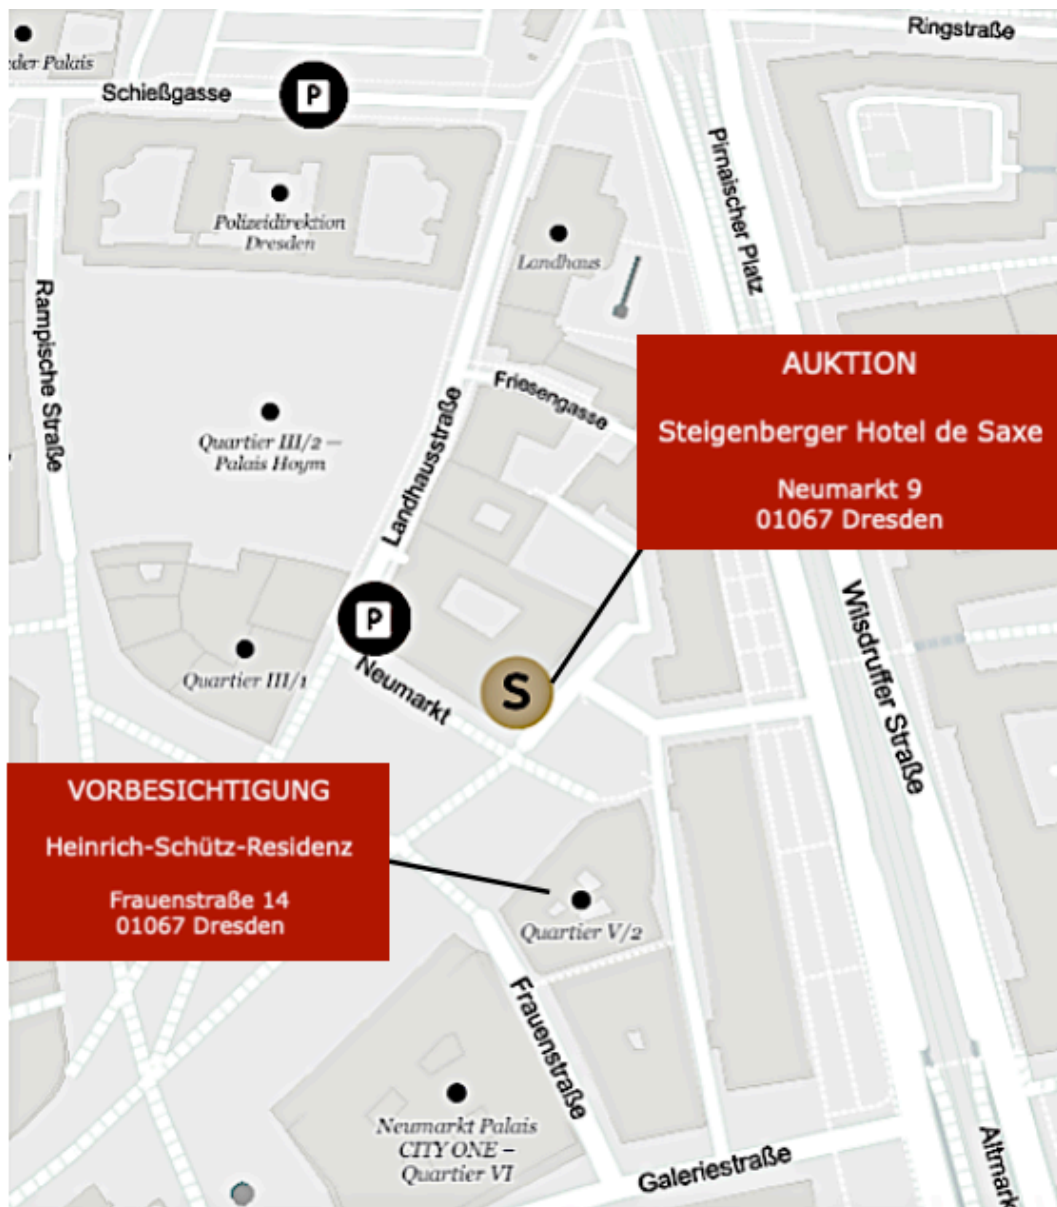 Ringstraße
eder Palais
Schießgasse
P
Pirnaischer Platz
Polizeidirektion
Dresden
Landhaus
Rampische Straße
AUKTION
Steigenberger Hotel de Saxe
Neumarkt 9
01067 Dresden
Friesengasse
Landhausstraße
Quartier III/2 –
Palais Hoym
P
Wilsdruffer Straße
Quartier III/1
Neumarkt
S
VORBESICHTIGUNG
Heinrich-Schütz-Residenz
Frauenstraße 14
01067 Dresden
Quartier V/2
Frauenstraße
Neumarkt Palais
CITY ONE –
Quartier VI
Galeriestraße
Altmark